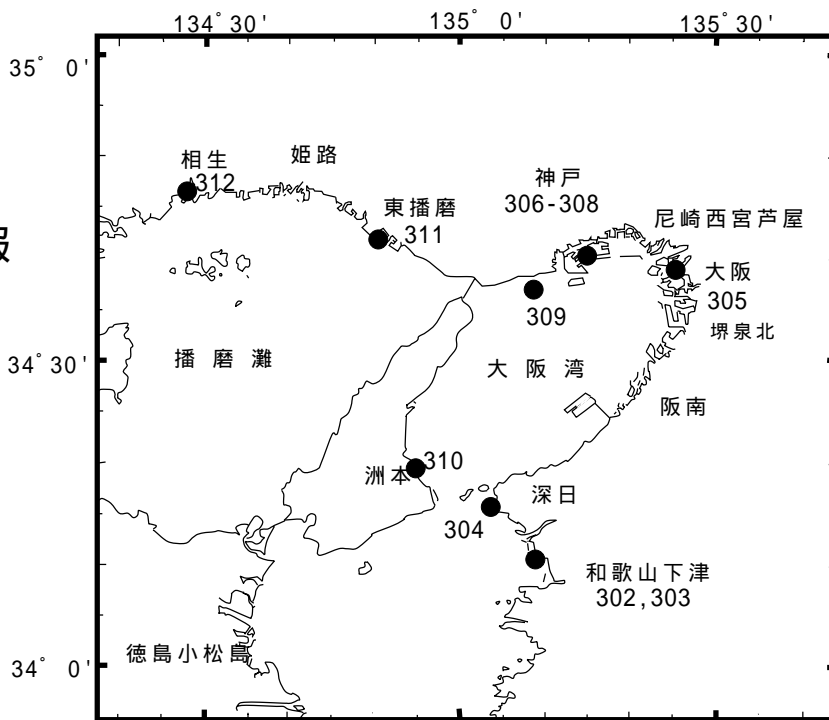 134°30' 135° 0' 135°30'
35° 0'
相生
312
姫路
神戸
306-308
東播磨
311
尼崎西宮芦屋
報
大阪
305
309
堺泉北
34°30'
播磨灘
大阪湾
阪南
310
洲本
深日
304
和歌山下津
302,303
徳島小松島
34° 0'